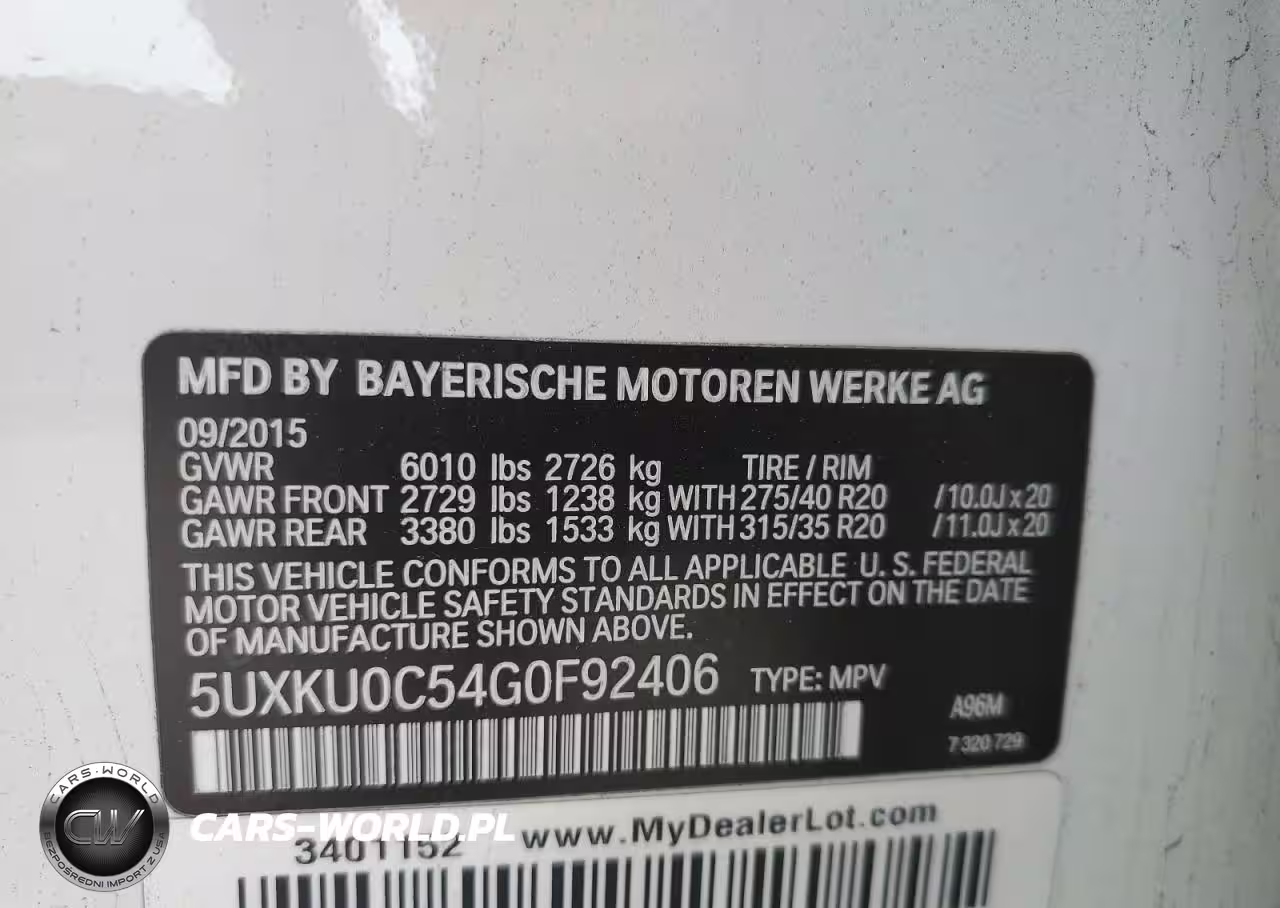 MFD BY BAYERISCHE MOTOREN WERKE AG
09/2015
GVWR 6010 lbs 2726 kg TIRE / RIM
GAWR FRONT 2729 lbs 1238 kg WITH 275/40 R20 /10.0J x 20
GAWR REAR 3380 lbs 1533 kg WITH 315/35 R20 /11.0J x 20
THIS VEHICLE CONFORMS TO ALL APPLICABLE U. S. FEDERAL
MOTOR VEHICLE SAFETY STANDARDS IN EFFECT ON THE DATE
OF MANUFACTURE SHOWN ABOVE.
5UXKU0C54G0F92406 TYPE: MPV
A96M
7 320 729
3401152 www.MyDealerLot.com
CARS-WORLD.PL
CARS-WORLD
CW
BEZPOŚREDNI IMPORT Z USA